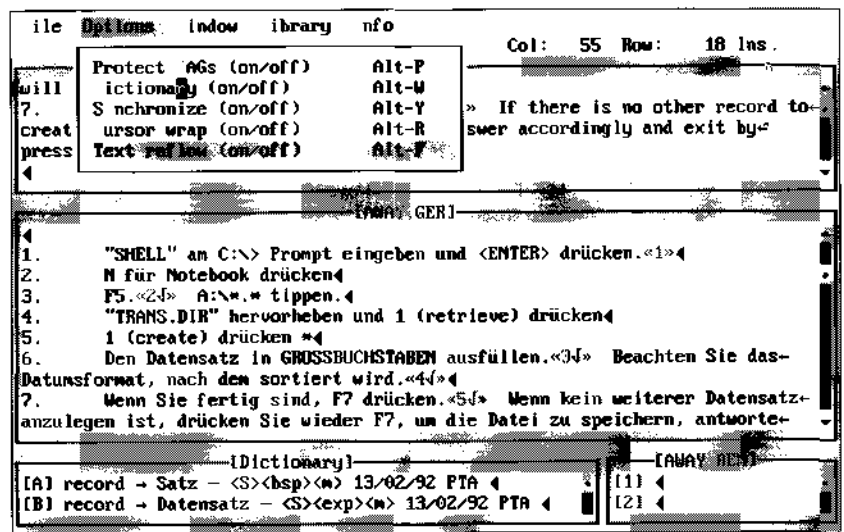 ile Options indow ibrary nfo
Col: 55 Row: 18 Ins.
Protect AGs (on/off) Alt-P
ictionary (on/off) Alt-W
S nchronize (on/off) Alt-Y
ursor wrap (on/off) Alt-R
Text reflow (on/off) Alt-F
will
7. » If there is no other record to←
creat swer accordingly and exit by
press
[AWAY.GER]
1. "SHELL" am C:\> Prompt eingeben und <ENTER> drücken.«1»◄
2. N für Notebook drücken◄
3. F5.«2√» A:\*.* tippen.◄
4. "TRANS.DIR" hervorheben und 1 (retrieve) drücken◄
5. 1 (create) drücken *◄
6. Den Datensatz in GROSSBUCHSTABEN ausfüllen.«3√» Beachten Sie das←
Datumsformat, nach dem sortiert wird.«4√»◄
7. Wenn Sie fertig sind, F7 drücken.«5√» Wenn kein weiterer Datensatz←
anzulegen ist, drücken Sie wieder F7, um die Datei zu speichern, antworte←
[Dictionary]
[AWAY
[A] record → Satz – <S><bsp><m> 13/02/92 PTA ◄
[1] ◄
[B] record → Datensatz – <S><exp><m> 13/02/92 PTA ◄
[2] ◄